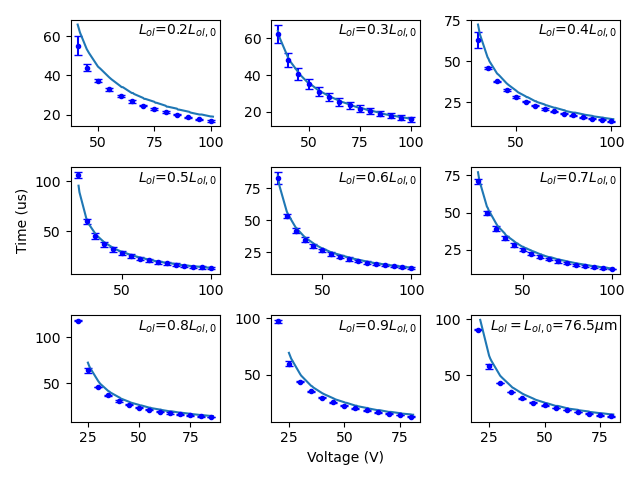 L_ol=0.2L_ol,0 L_ol=0.3L_ol,0 L_ol=0.4L_ol,0
60 60 75
40 40 50
20 20 25
50 75 100 50 75 100 50 100
L_ol=0.5L_ol,0 L_ol=0.6L_ol,0 L_ol=0.7L_ol,0
100 75 75
50 50 50
25 25
50 100 50 100 50 100
Time (us)
L_ol=0.8L_ol,0 L_ol=0.9L_ol,0 L_ol=L_ol,0=76.5μm
100 100 100
50 50 50
25 50 75 25 50 75 25 50 75
Voltage (V)